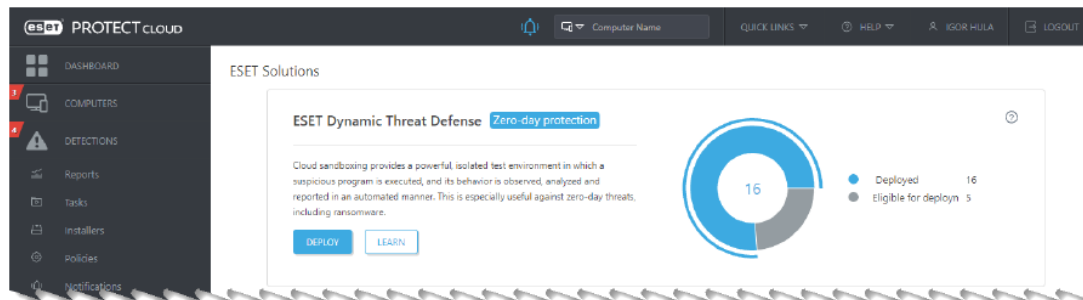 eset PROTECT CLOUD
Computer Name
QUICK LINKS
HELP
IGOR HULA
LOGOUT
DASHBOARD
3
COMPUTERS
4
DETECTIONS
Reports
Tasks
Installers
Policies
Notifications
ESET Solutions
ESET Dynamic Threat Defense Zero-day protection
Cloud sandboxing provides a powerful, isolated test environment in which a
suspicious program is executed, and its behavior is observed, analyzed and
reported in an automated manner. This is especially useful against zero-day threats,
including ransomware.
DEPLOY LEARN
16
Deployed 16
Eligible for deployn 5